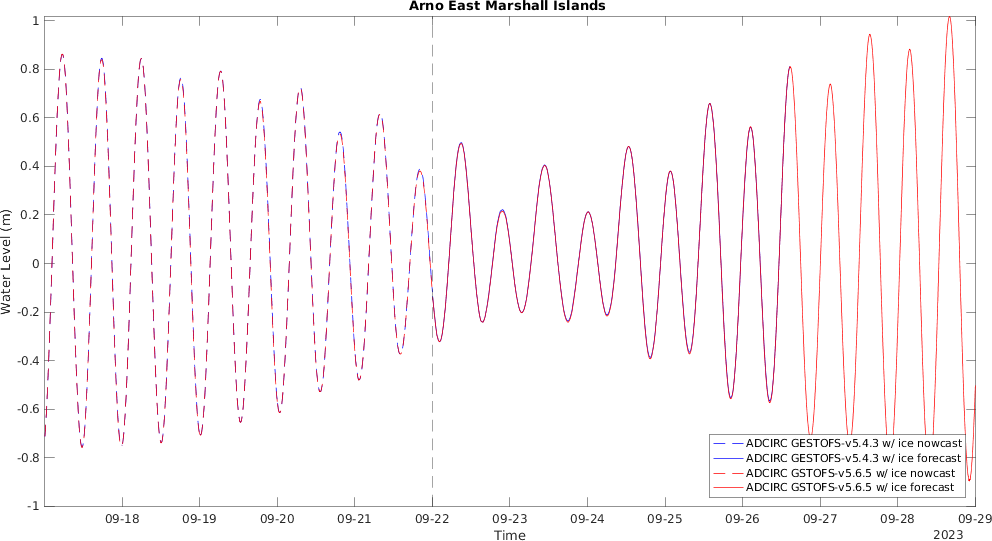 Arno East Marshall Islands
Water Level (m)
1
0.8
0.6
0.4
0.2
0
-0.2
-0.4
-0.6
-0.8
-1
ADCIRC GESTOFS-v5.4.3 w/ ice nowcast
ADCIRC GESTOFS-v5.4.3 w/ ice forecast
ADCIRC GSTOFS-v5.6.5 w/ ice nowcast
ADCIRC GSTOFS-v5.6.5 w/ ice forecast
09-18 09-19 09-20 09-21 09-22 09-23 09-24 09-25 09-26 09-27 09-28 09-29
Time
2023